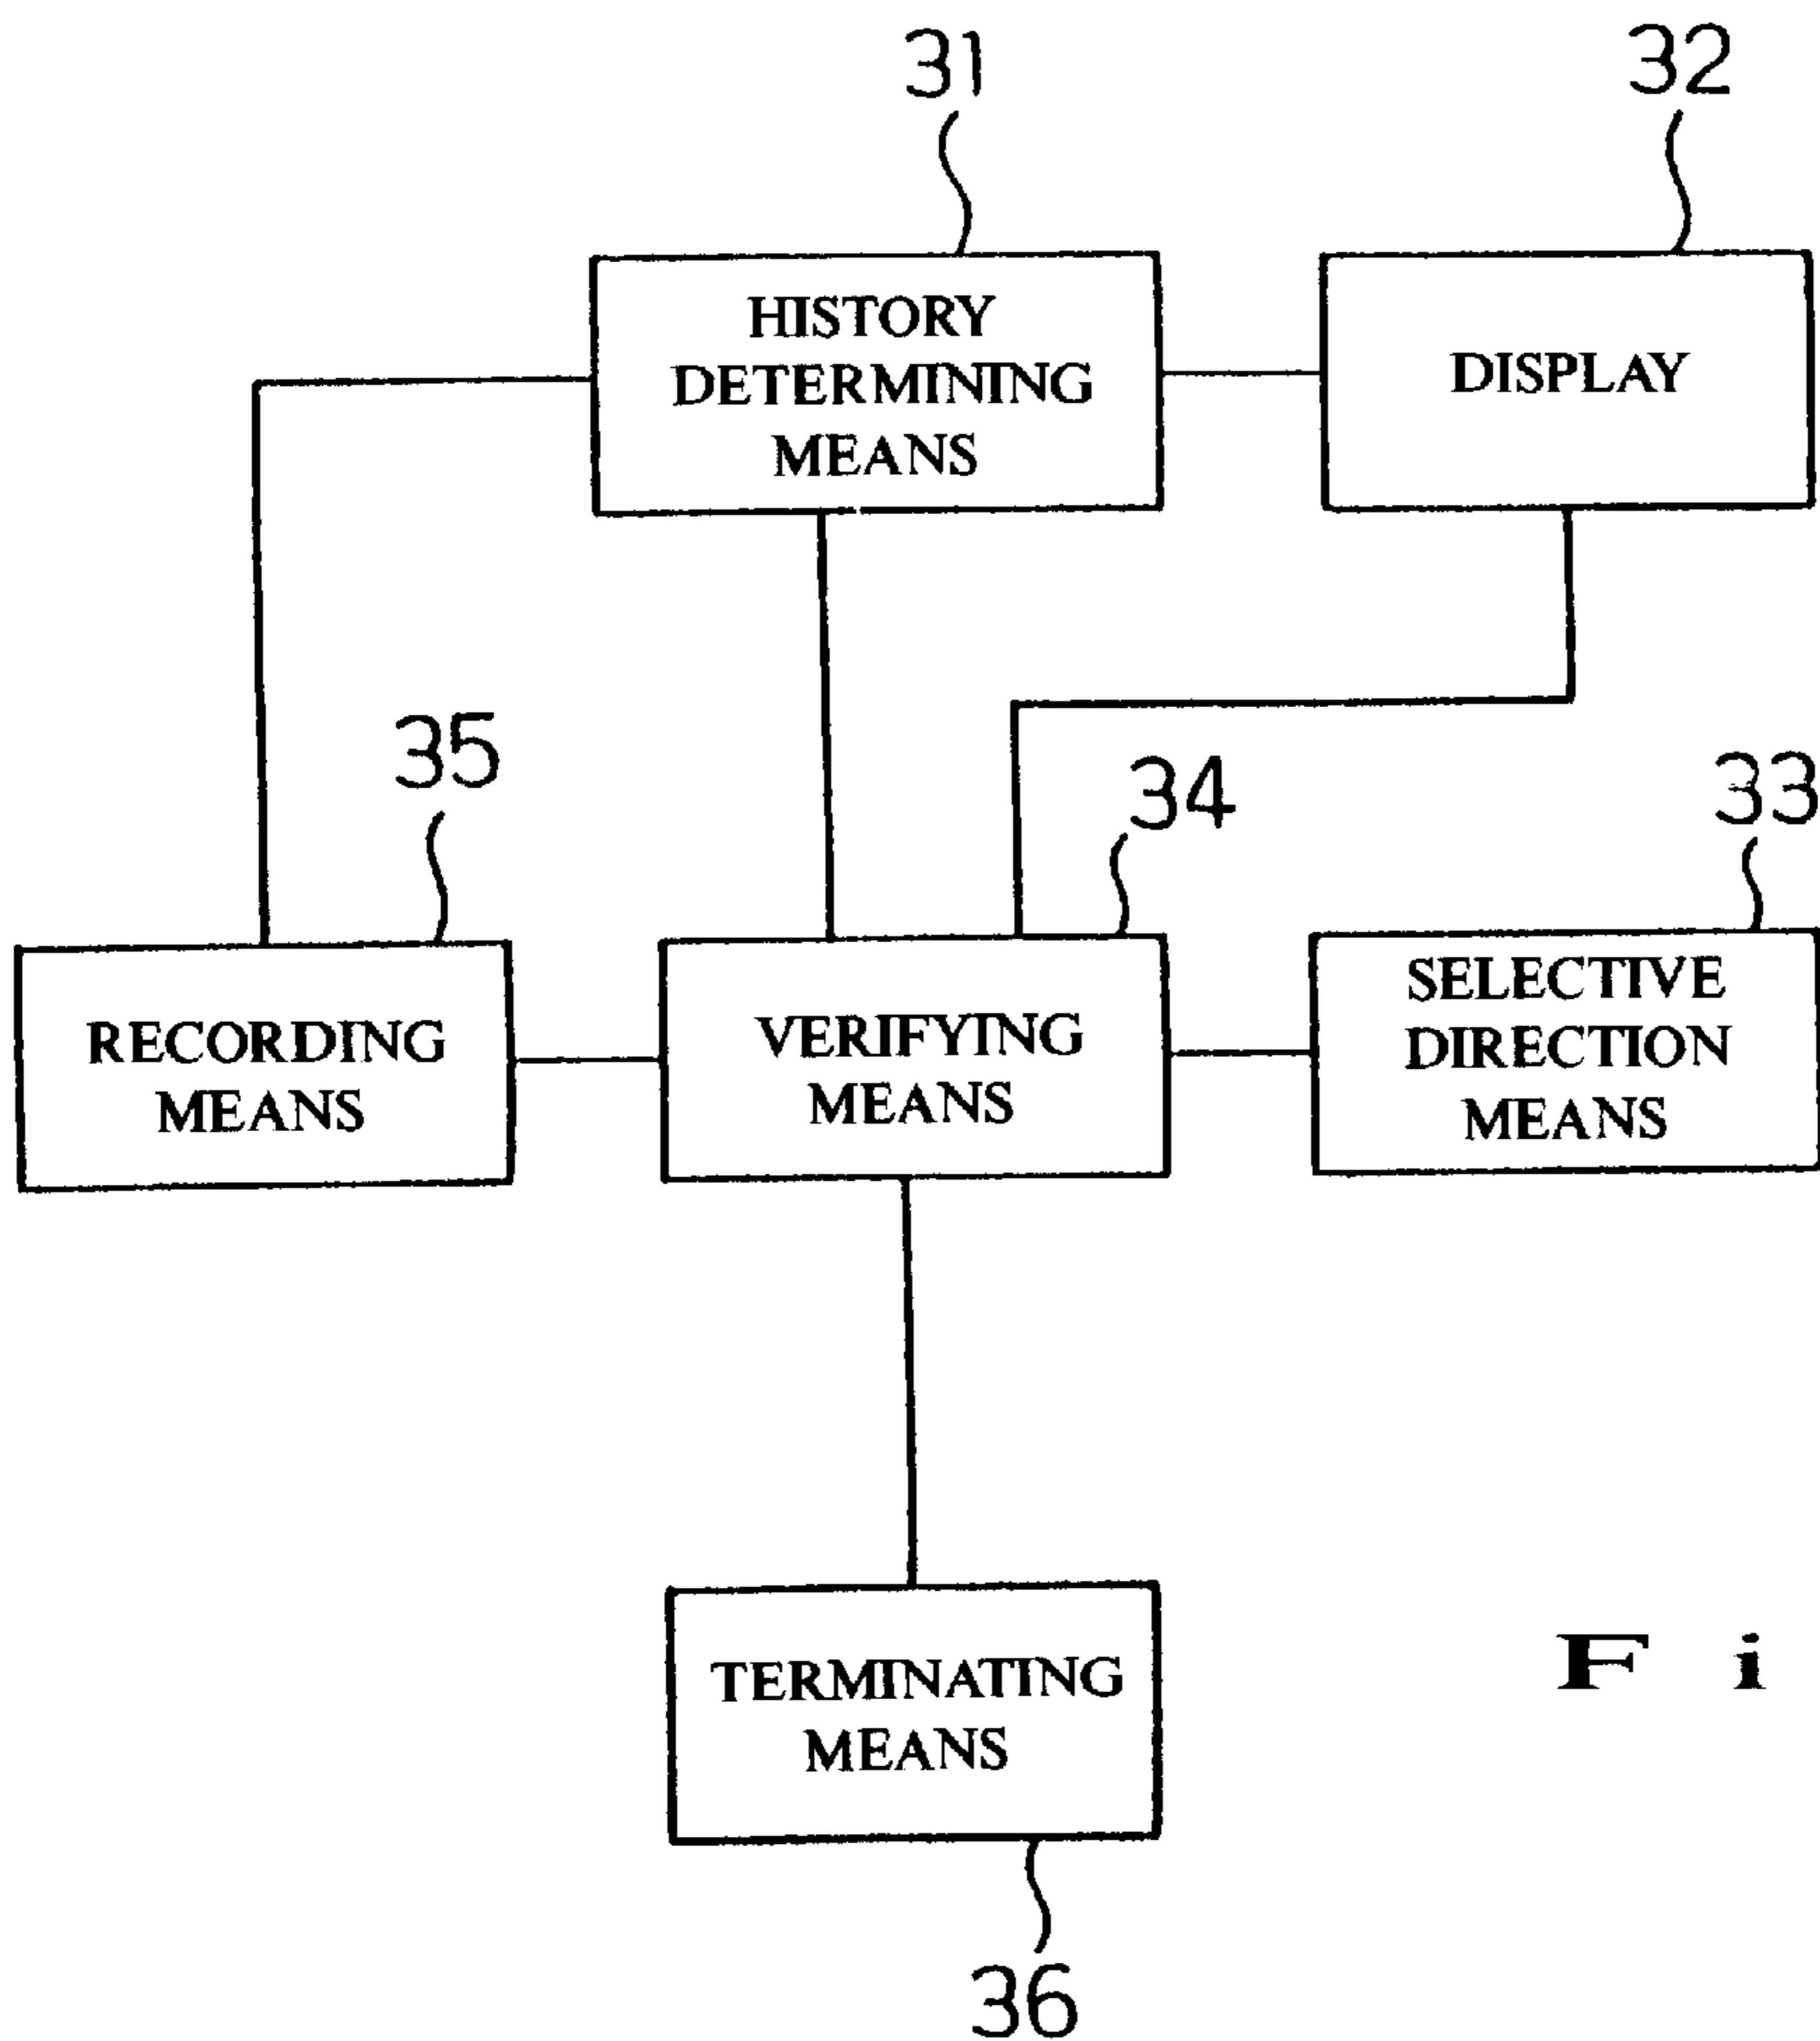 31
32
HISTORY
DETERMINING
MEANS
DISPLAY
35
34
33
RECORDING
MEANS
VERIFYING
MEANS
SELECTIVE
DIRECTION
MEANS
TERMINATING
MEANS
F i
36